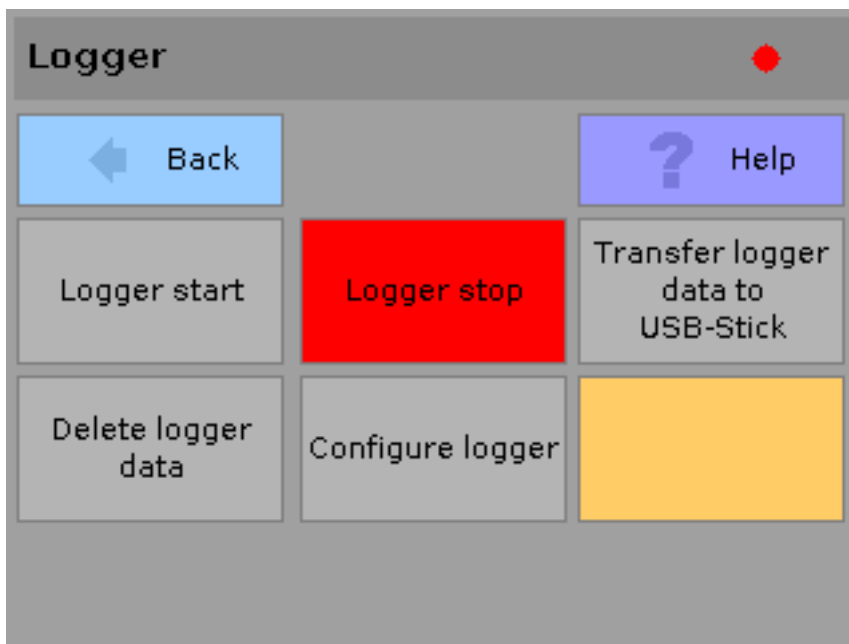 Logger
Back
? Help
Logger start
Logger stop
Transfer logger
data to
USB-Stick
Delete logger
data
Configure logger